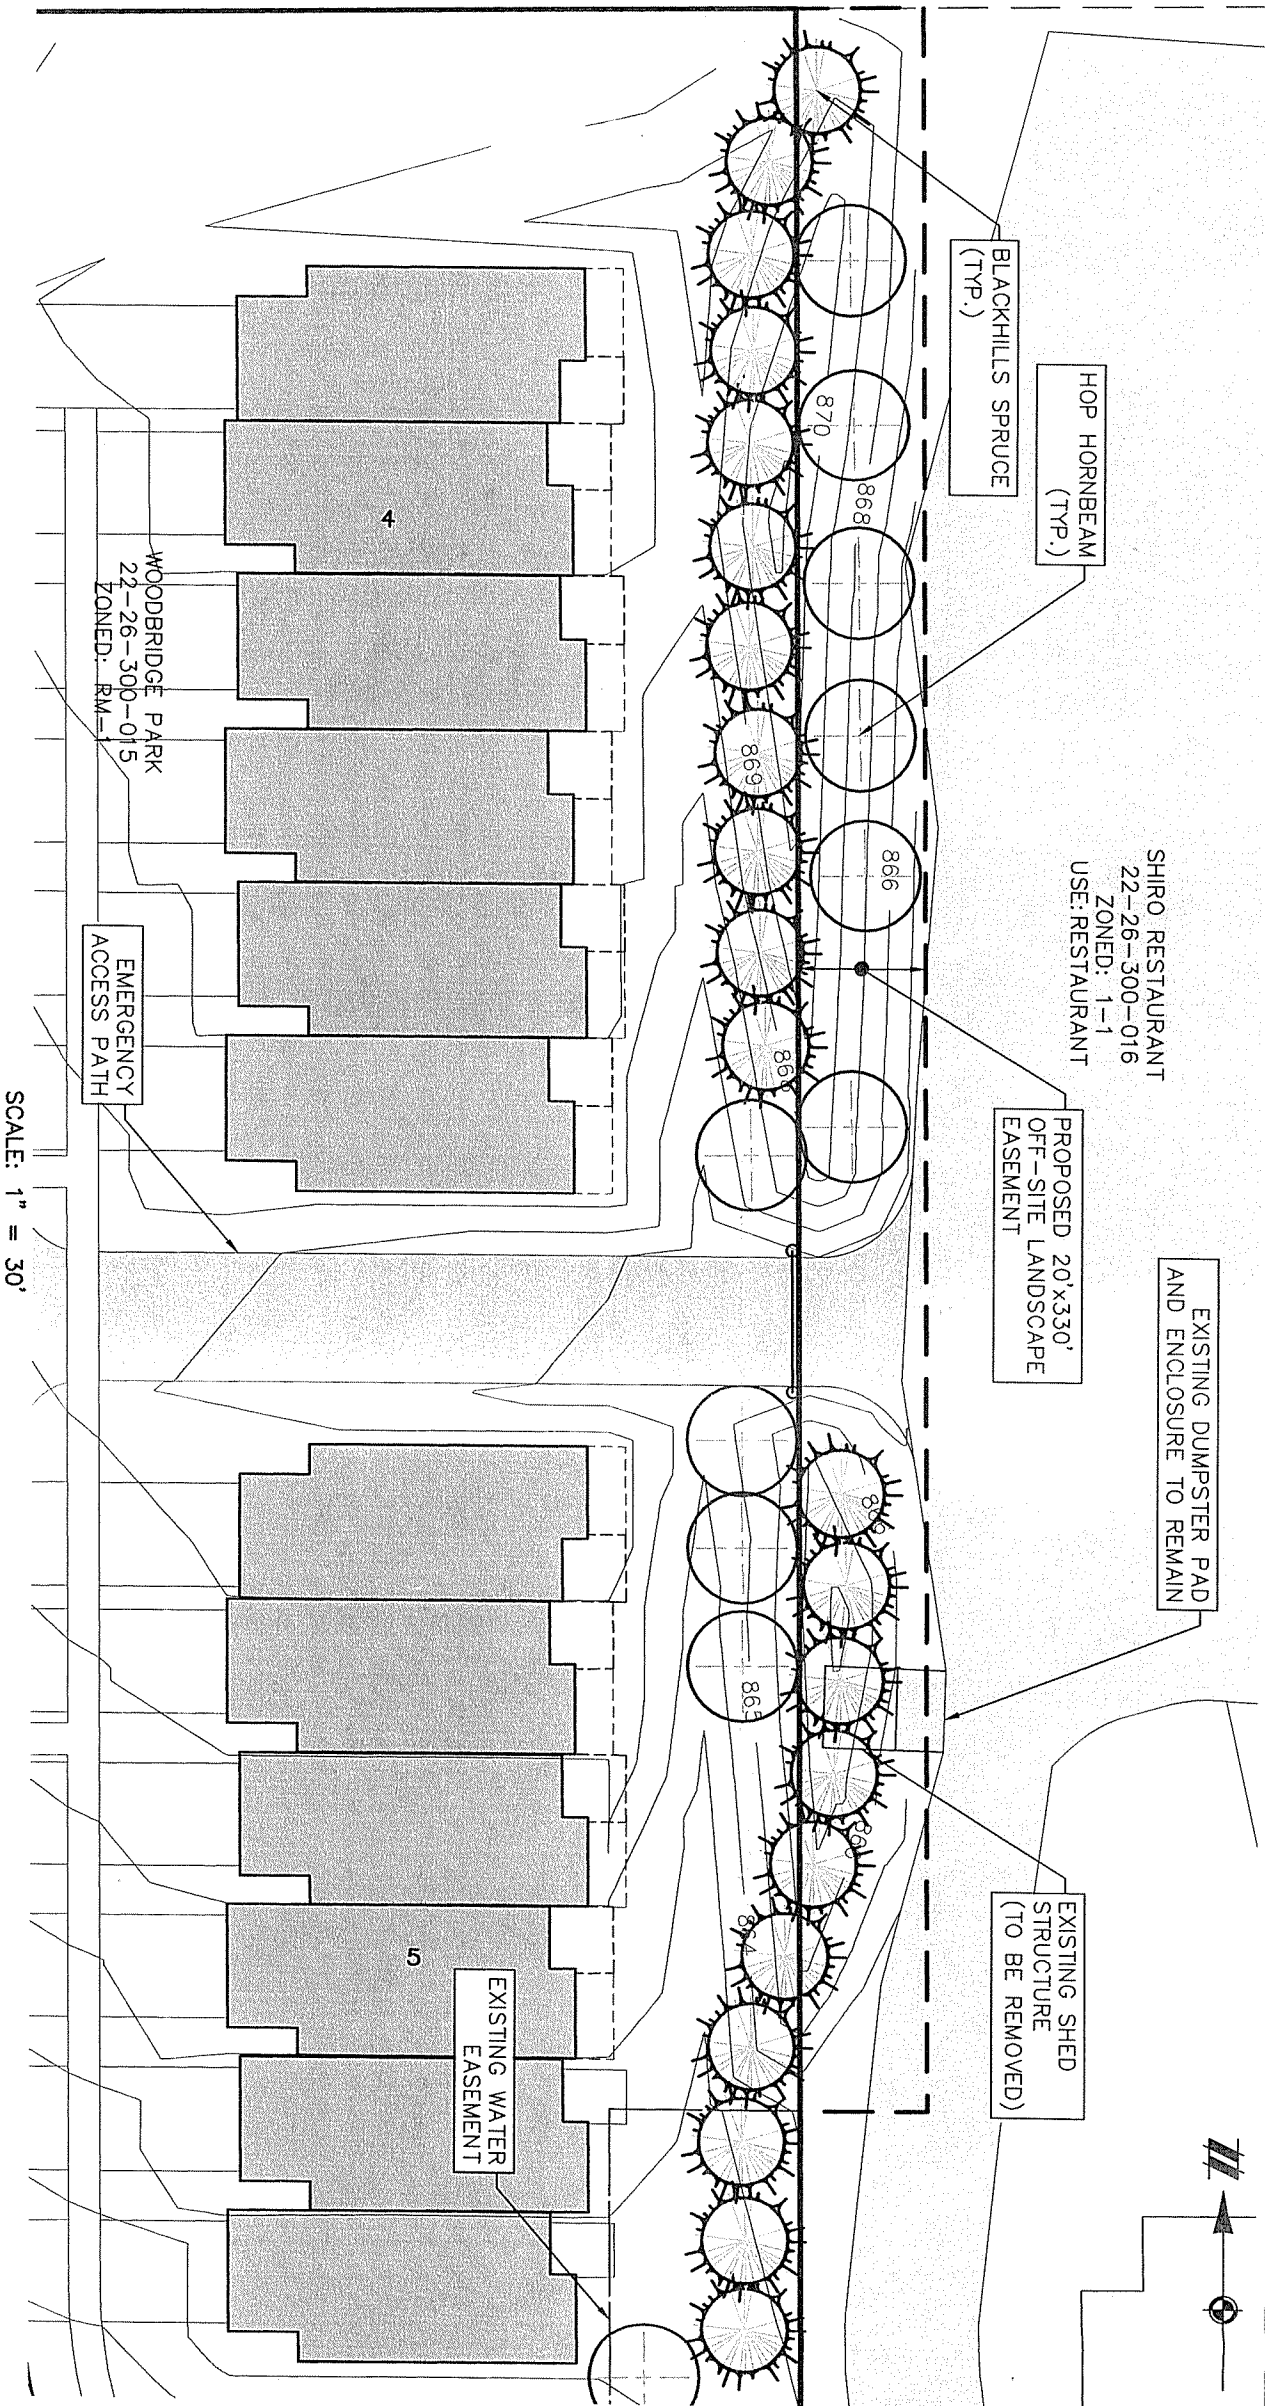 BLACKHILLS SPRUCE
(TYP.)
HOP HORNBEAM
(TYP.)
SHIRO RESTAURANT
22-26-300-016
ZONED: 1-1
USE:RESTAURANT
PROPOSED 20'x330'
OFF-SITE LANDSCAPE
EASEMENT
EXISTING DUMPSTER PAD
AND ENCLOSURE TO REMAIN
EXISTING SHED
STRUCTURE
(TO BE REMOVED)
870
868
869
866
865
4
WOODBRIDGE PARK
22-26-300-015
ZONED: RM-1
EMERGENCY
ACCESS PATH
5
EXISTING WATER
EASEMENT
SCALE: 1" = 30'